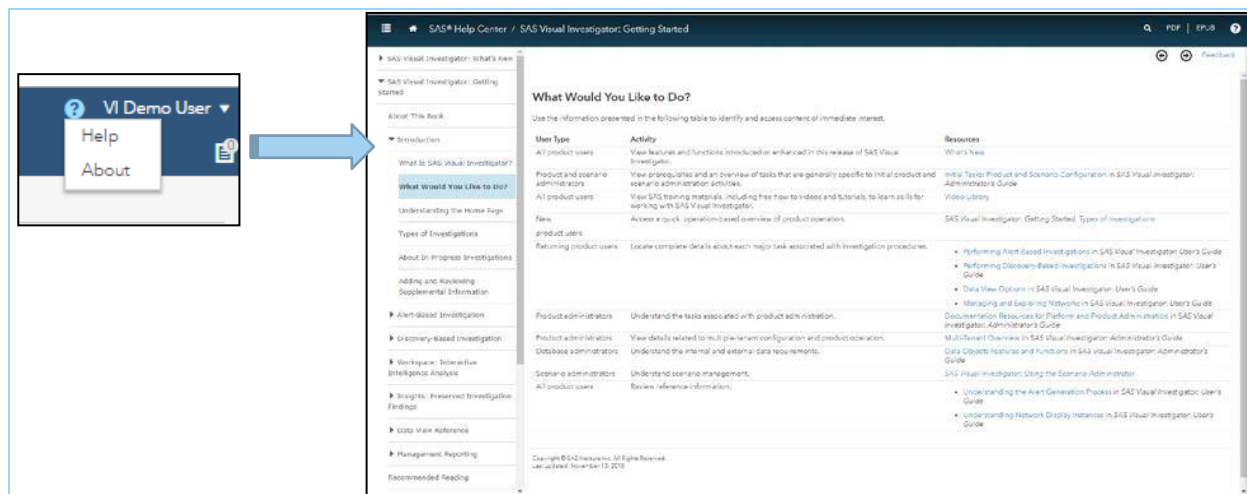 VI Demo User
Help
About
0
SAS® Help Center / SAS Visual Investigator: Getting Started
PDF | EPUB
Feedback
SAS Visual Investigator: What's New
SAS Visual Investigator: Getting
Started
About This Book
Introduction
What Is SAS Visual Investigator?
What Would You Like to Do?
Understanding the Home Page
Types of Investigations
About In-Progress Investigations
Adding and Reviewing
Supplemental Information
Alert-Based Investigation
Discovery-Based Investigation
Workspace: Interactive
Intelligence Analysis
Insights: Preserved Investigation
Findings
Data View Reference
Management Reporting
Recommended Reading
What Would You Like to Do?
Use the information presented in the following table to identify and access content of immediate interest.
User Type Activity Resources
All product users View features and functions introduced or enhanced in this release of SAS Visual What's New
Investigator.
Product and scenario View prerequisites and an overview of tasks that are generally specific to initial product and Initial Tasks: Product and Scenario Configuration in SAS Visual Investigator:
administrators scenario administration activities. Administrator's Guide
All product users View SAS training materials, including free how-to videos and tutorials, to learn skills for Video Library
working with SAS Visual Investigator.
New Access a quick, operation-based overview of product operation. SAS Visual Investigator: Getting Started: Types of Investigations
product users
Returning product users Locate complete details about each major task associated with investigation procedures.
• Performing Alert-Based Investigations in SAS Visual Investigator: User's Guide
• Performing Discovery-Based Investigations in SAS Visual Investigator: User's
Guide
• Data View Options in SAS Visual Investigator: User's Guide
• Managing and Exploring Networks in SAS Visual Investigator: User's Guide
Product administrators Understand the tasks associated with product administration. Documentation Resources for Platform and Product Administration in SAS Visual
Investigator: Administrator's Guide
Product administrators View details related to multiple-tenant configuration and product operation. Multi-Tenant Overview in SAS Visual Investigator: Administrator's Guide
Database administrators Understand the internal and external data requirements. Data Objects Features and Functions in SAS Visual Investigator: Administrator's
Guide
Scenario administrators Understand scenario management. SAS Visual Investigator: Using the Scenario Administrator
All product users Review reference information.
• Understanding the Alert Generation Process in SAS Visual Investigator: User's
Guide
• Understanding Network Display Instances in SAS Visual Investigator: User's
Guide
Copyright © SAS Institute Inc. All Rights Reserved.
Last updated: November 13, 2018